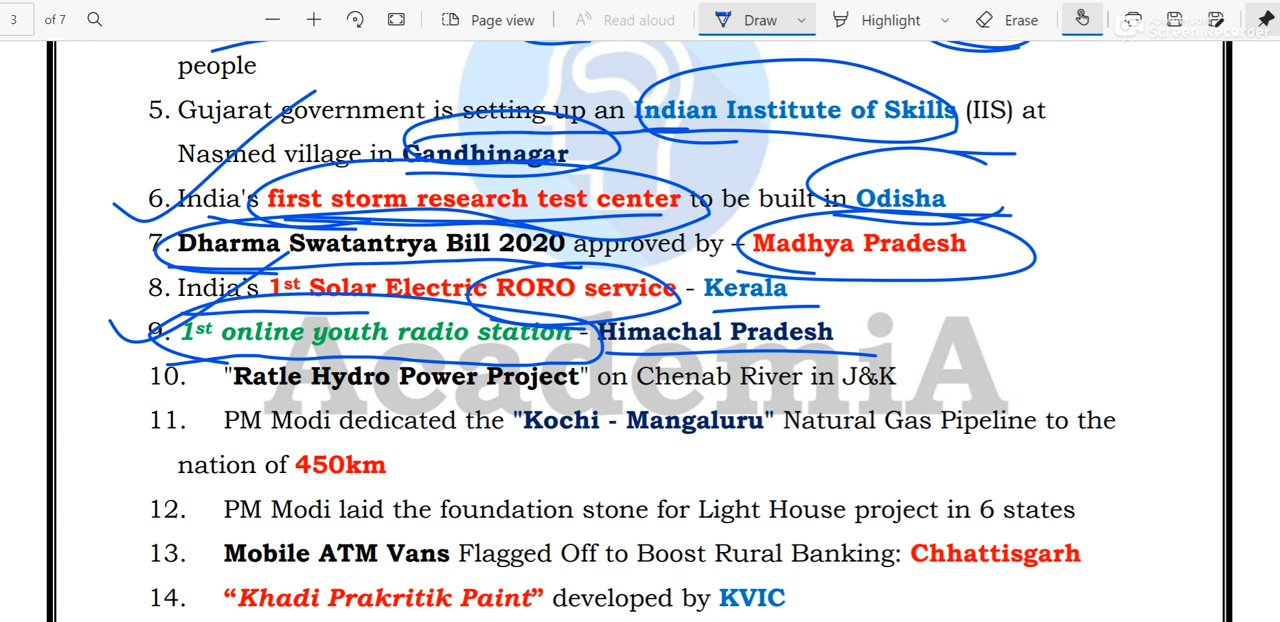 3 of 7 Page view Read aloud Draw Highlight Erase
Screen Recorder
people
5. Gujarat government is setting up an Indian Institute of Skills (IIS) at
Nasmed village in Gandhinagar
6. India's first storm research test center to be built in Odisha
7. Dharma Swatantrya Bill 2020 approved by – Madhya Pradesh
8. India's 1st Solar Electric RORO service - Kerala
9. 1st online youth radio station - Himachal Pradesh
AcademiA
10. "Ratle Hydro Power Project" on Chenab River in J&K
11. PM Modi dedicated the "Kochi - Mangaluru" Natural Gas Pipeline to the
nation of 450km
12. PM Modi laid the foundation stone for Light House project in 6 states
13. Mobile ATM Vans Flagged Off to Boost Rural Banking: Chhattisgarh
14. “Khadi Prakritik Paint” developed by KVIC